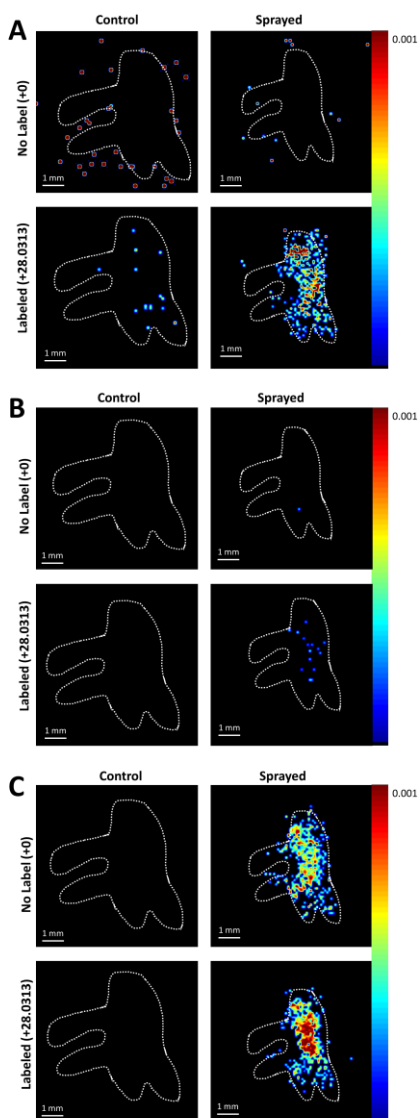 A
Control
Sprayed
No Label (+0)
1 mm
1 mm
0.001
Labeled (+28.0313)
1 mm
1 mm
B
Control
Sprayed
No Label (+0)
1 mm
1 mm
0.001
Labeled (+28.0313)
1 mm
1 mm
C
Control
Sprayed
No Label (+0)
1 mm
1 mm
0.001
Labeled (+28.0313)
1 mm
1 mm